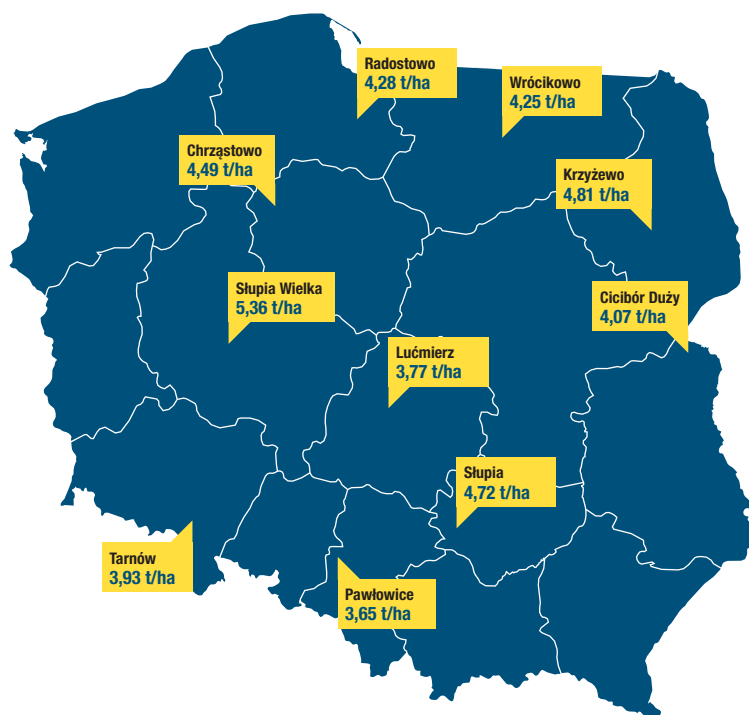 Radostowo
4,28 t/ha
Wrócikowo
4,25 t/ha
Chrząstowo
4,49 t/ha
Krzyżewo
4,81 t/ha
Słupia Wielka
5,36 t/ha
Cicibór Duży
4,07 t/ha
Lućmierz
3,77 t/ha
Słupia
4,72 t/ha
Tarnów
3,93 t/ha
Pawłowice
3,65 t/ha